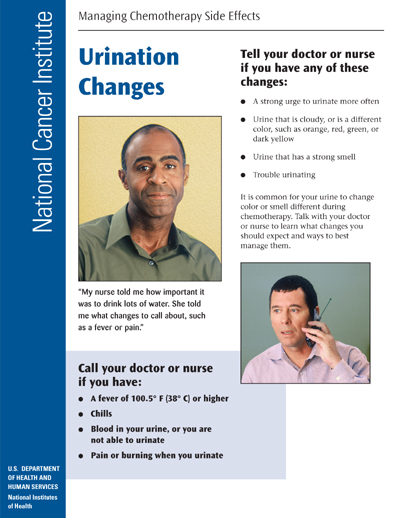 Managing Chemotherapy Side Effects
National Cancer Institute
Urination
Changes
"My nurse told me how important it
was to drink lots of water. She told
me what changes to call about, such
as a fever or pain."
Call your doctor or nurse
if you have:
● A fever of 100.5° F (38° C) or higher
● Chills
● Blood in your urine, or you are
not able to urinate
● Pain or burning when you urinate
Tell your doctor or nurse
if you have any of these
changes:
● A strong urge to urinate more often
● Urine that is cloudy, or is a different
color, such as orange, red, green, or
dark yellow
● Urine that has a strong smell
● Trouble urinating
It is common for your urine to change
color or smell different during
chemotherapy. Talk with your doctor
or nurse to learn what changes you
should expect and ways to best
manage them.
U.S. DEPARTMENT
OF HEALTH AND
HUMAN SERVICES
National Institutes
of Health